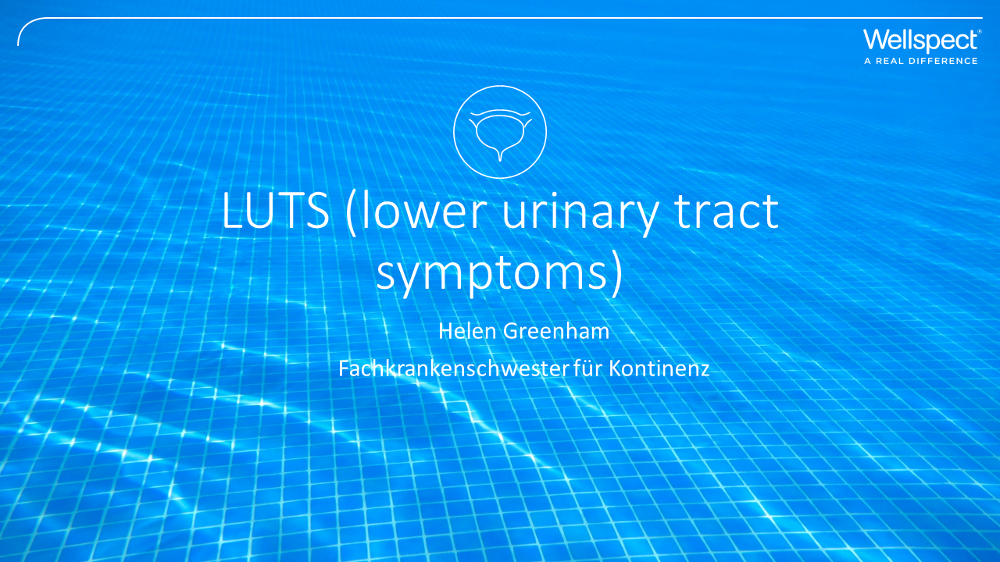 Wellspect®
A REAL DIFFERENCE
LUTS (lower urinary tract
symptoms)
Helen Greenham
Fachkrankenschwester für Kontinenz